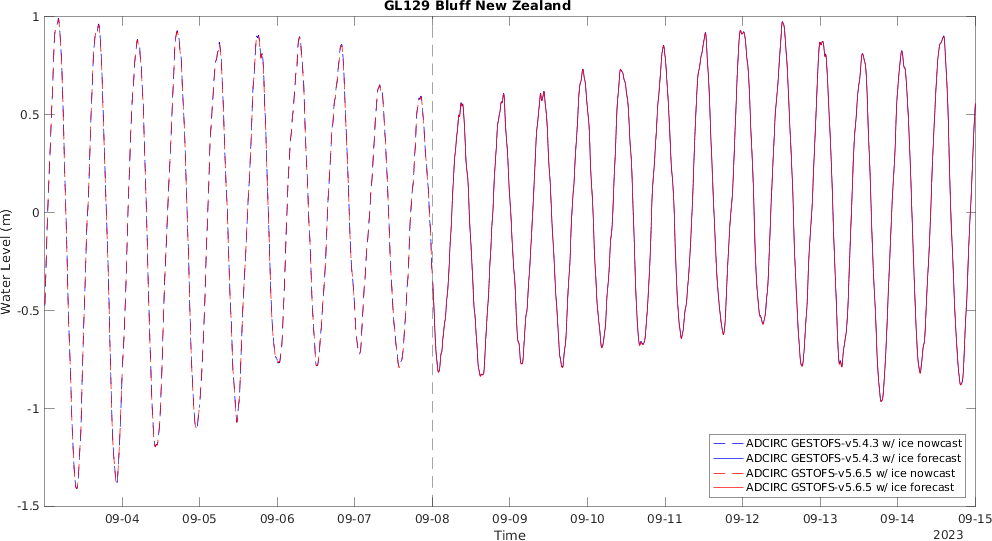 GL129 Bluff New Zealand
1
0.5
0
-0.5
-1
-1.5
Water Level (m)
ADCIRC GESTOFS-v5.4.3 w/ ice nowcast
ADCIRC GESTOFS-v5.4.3 w/ ice forecast
ADCIRC GSTOFS-v5.6.5 w/ ice nowcast
ADCIRC GSTOFS-v5.6.5 w/ ice forecast
09-04 09-05 09-06 09-07 09-08 09-09 09-10 09-11 09-12 09-13 09-14 09-15
Time
2023